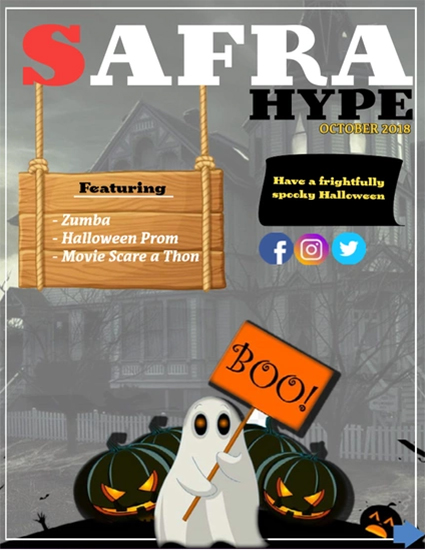 SAFRA
HYPE
OCTOBER 2018
Featuring
- Zumba
- Halloween Prom
- Movie Scare a Thon
Have a frightfully
spooky Halloween
BOO!